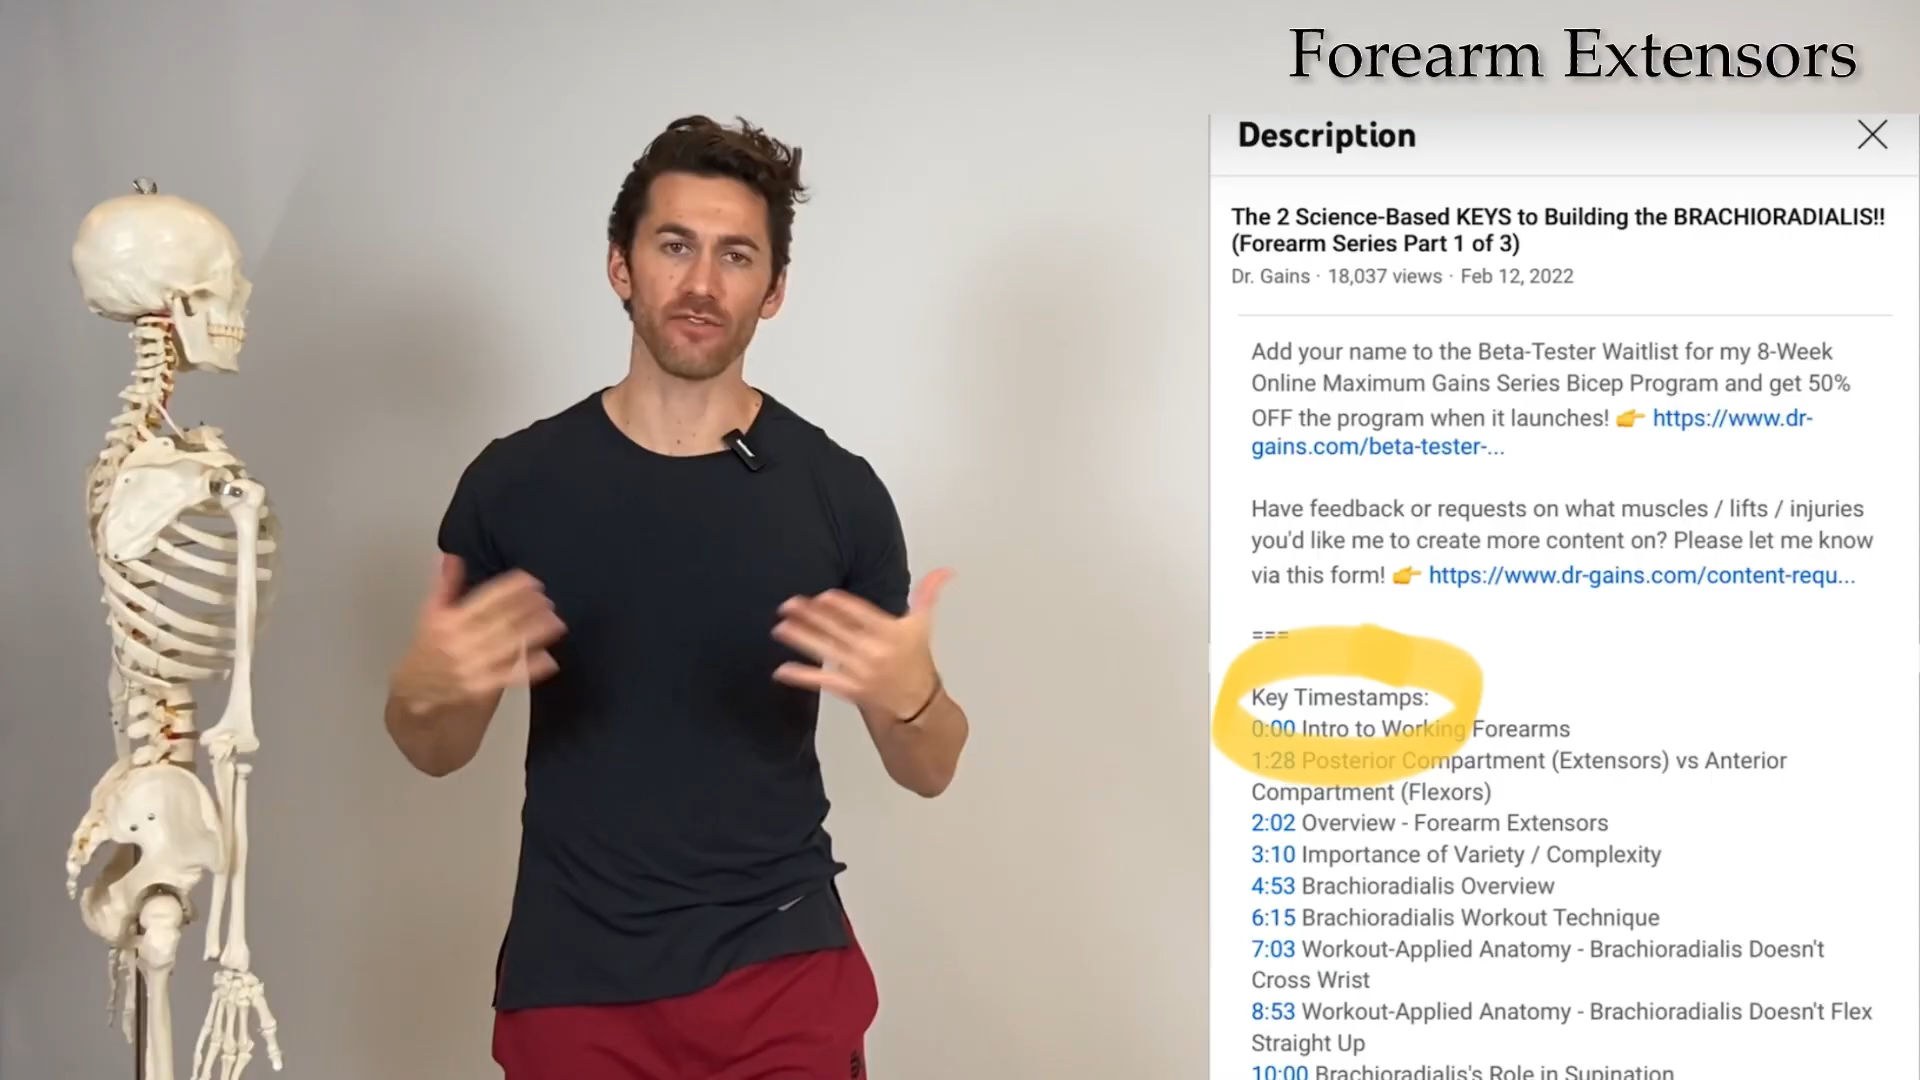 Forearm Extensors
Description
The 2 Science-Based KEYS to Building the BRACHIORADIALIS!!
(Forearm Series Part 1 of 3)
Dr. Gains · 18,037 views · Feb 12, 2022
Add your name to the Beta-Tester Waitlist for my 8-Week
Online Maximum Gains Series Bicep Program and get 50%
OFF the program when it launches! 👉 https://www.dr-
gains.com/beta-tester-...
Have feedback or requests on what muscles / lifts / injuries
you'd like me to create more content on? Please let me know
via this form! 👉 https://www.dr-gains.com/content-requ...
===
Key Timestamps:
0:00 Intro to Working Forearms
1:28 Posterior Compartment (Extensors) vs Anterior
Compartment (Flexors)
2:02 Overview - Forearm Extensors
3:10 Importance of Variety / Complexity
4:53 Brachioradialis Overview
6:15 Brachioradialis Workout Technique
7:03 Workout-Applied Anatomy - Brachioradialis Doesn't
Cross Wrist
8:53 Workout-Applied Anatomy - Brachioradialis Doesn't Flex
Straight Up
10:00 Brachioradialis's Role in Supination